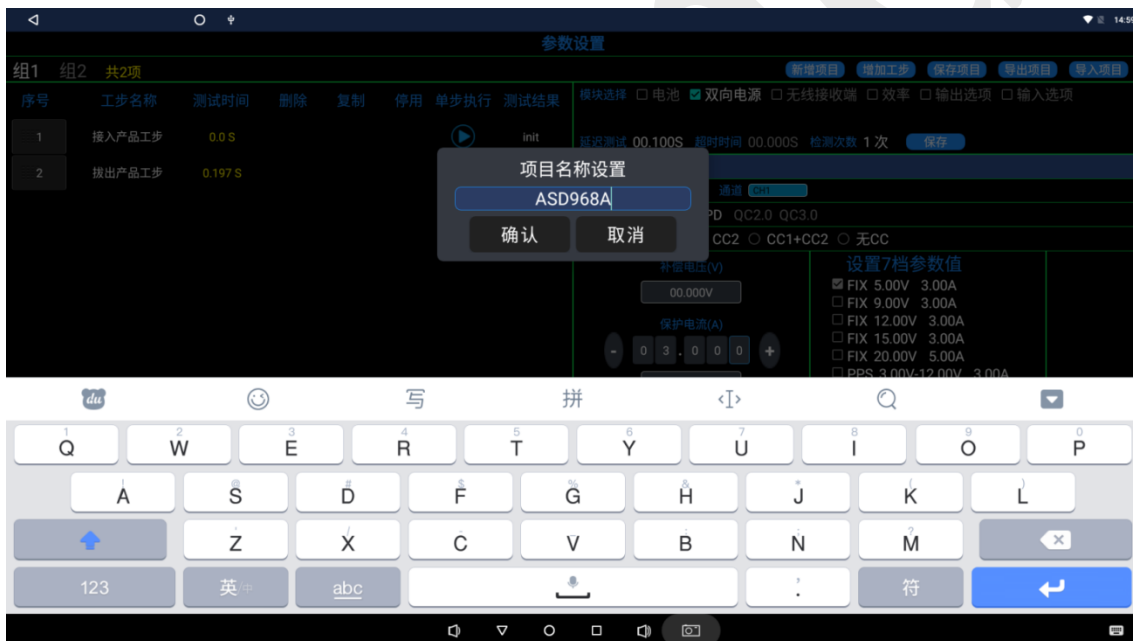 14:59
参数设置
组1 组2 共2项 新增项目 增加工步 保存项目 导出项目 导入项目
序号 工步名称 测试时间 删除 复制 停用 单步执行 测试结果
模块选择 电池 双向电源 无线接收端 效率 输出选项 输入选项
1 接入产品工步 0.0 S init
延迟测试 00.100S 超时时间 00.000S 检测次数 1 次 保存
2 拔出产品工步 0.197 S
项目名称设置
ASD968A
确认 取消
通道 CH1
PD QC2.0 QC3.0
CC2 CC1+CC2 无CC
补偿电压(V)
00.000V
保护电流(A)
- 0 3 . 0 0 0 +
设置7档参数值
FIX 5.00V 3.00A
FIX 9.00V 3.00A
FIX 12.00V 3.00A
FIX 15.00V 3.00A
FIX 20.00V 5.00A
PPS 3.00V-12.00V 3.00A
du 写 拼
1 2 3 4 5 6 7 8 9 0
Q W E R T Y U I O P
! @ # $ % & * ( )
A S D F G H J K L
Z X C V B N M
123 英/中 abc , . 符